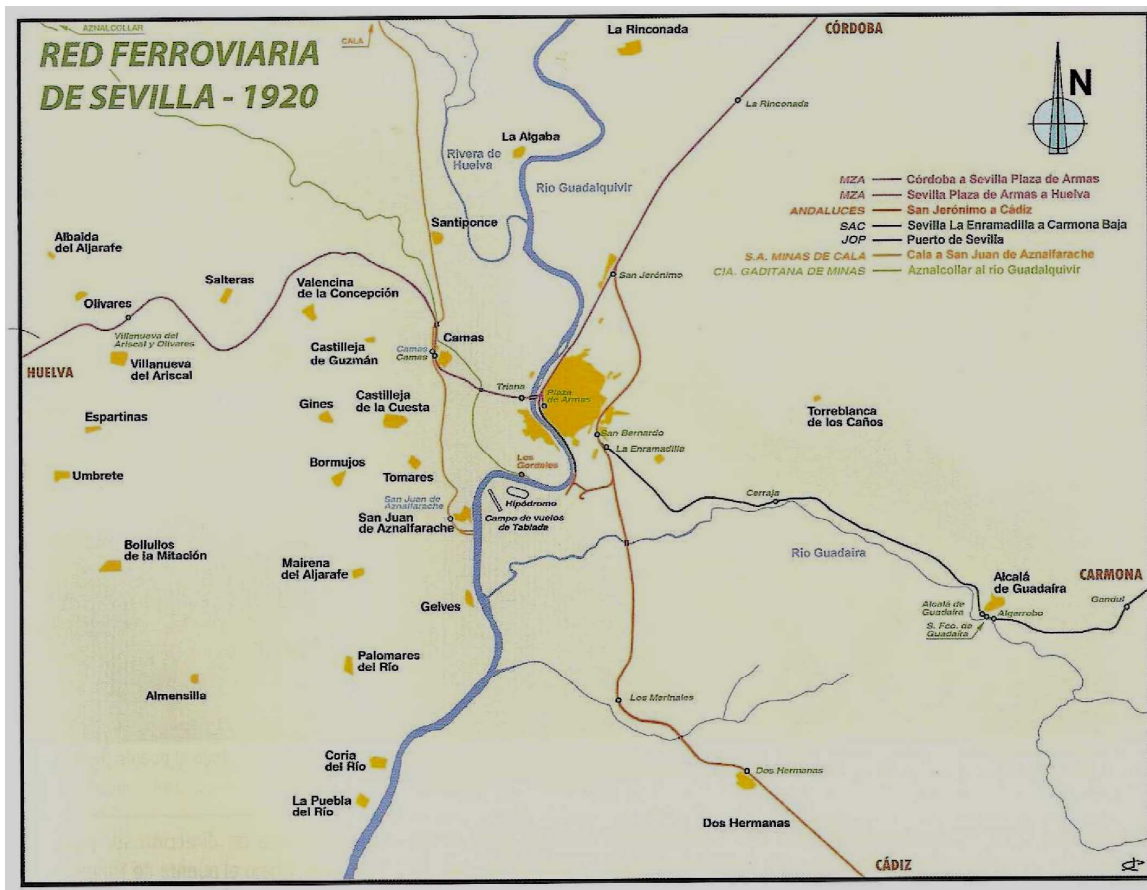 AZNALCOLLAR
RED FERROVIARIA
DE SEVILLA - 1920
CALA
La Rinconada
CÓRDOBA
N
La Rinconada
La Algaba
Rivera de
Huelva
Río Guadalquivir
MZA Córdoba a Sevilla Plaza de Armas
MZA Sevilla Plaza de Armas a Huelva
ANDALUCES San Jerónimo a Cádiz
SAC Sevilla La Enramadilla a Carmona Baja
JOP Puerto de Sevilla
S.A. MINAS DE CALA Cala a San Juan de Aznalfarache
CIA. GADITANA DE MINAS Aznalcollar al río Guadalquivir
Santiponce
Albaida
del Aljarafe
Salteras
Valencina
de la Concepción
San Jerónimo
Olivares
Villanueva del
Ariscal y Olivares
Villanueva
del Ariscal
HUELVA
Castilleja
de Guzmán
Camas
Camas
Camas
Triana
Plaza
de Armas
Espartinas
Gines
Castilleja
de la Cuesta
Torreblanca
de los Caños
San Bernardo
La Enramadilla
Umbrete
Bormujos
Tomares
Los
Gordales
San Juan de
Aznalfarache
San Juan
de Aznalfarache
Hipódromo
Campo de vuelos
de Tablada
Cerraja
Río Guadaíra
Bollullos
de la Mitación
Mairena
del Aljarafe
Gelves
Alcalá
de Guadaíra
CARMONA
Gandul
Alcalá de
Guadaíra
Algarrobo
S. Fco. de
Guadaíra
Palomares
del Río
Almensilla
Los Merinales
Coria
del Río
La Puebla
del Río
Dos Hermanas
Dos Hermanas
CÁDIZ